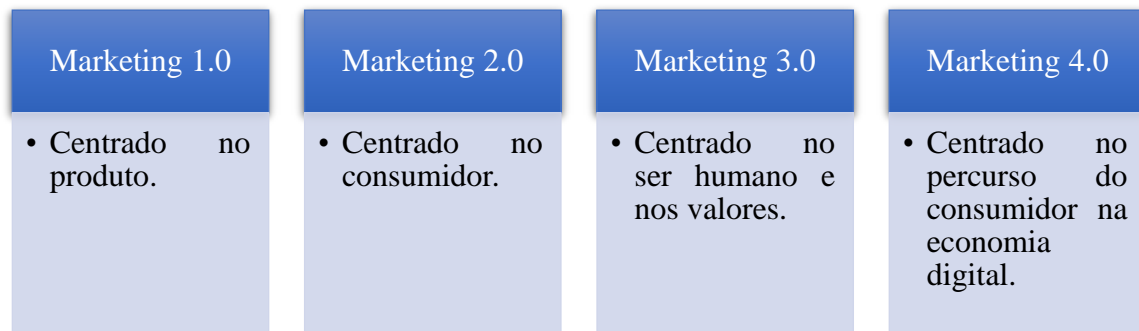 Marketing 1.0
• Centrado no
produto.
Marketing 2.0
• Centrado no
consumidor.
Marketing 3.0
• Centrado no
ser humano e
nos valores.
Marketing 4.0
• Centrado no
percurso do
consumidor na
economia
digital.